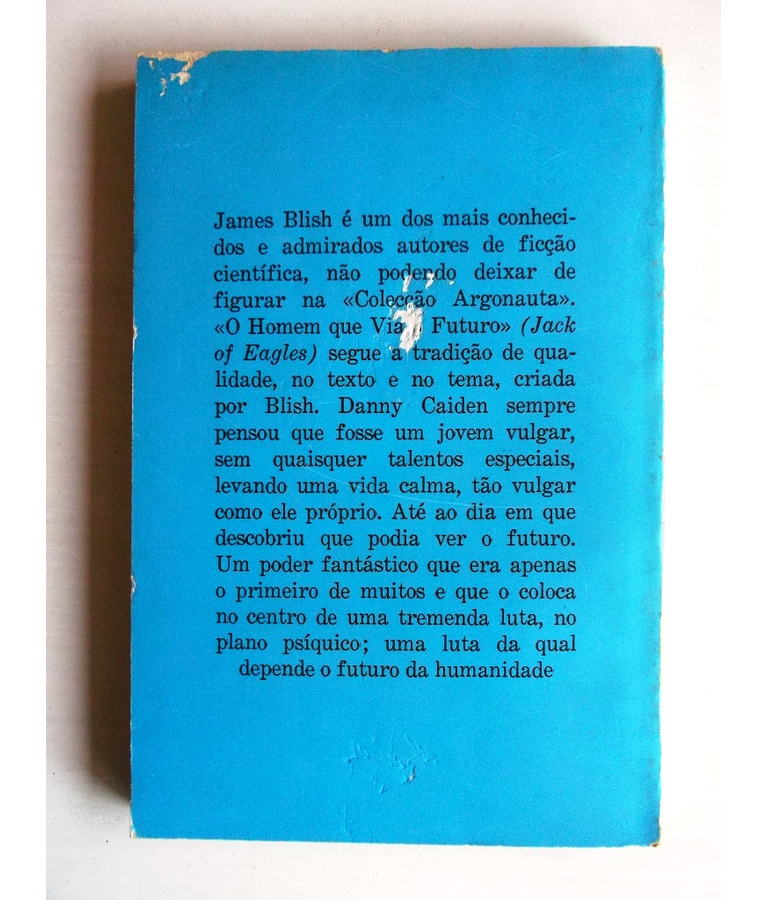 James Blish é um dos mais conheci-
dos e admirados autores de ficção
científica, não podendo deixar de
figurar na «Colecção Argonauta».
«O Homem que Via Futuro» (Jack
of Eagles) segue a tradição de qua-
lidade, no texto e no tema, criada
por Blish. Danny Caiden sempre
pensou que fosse um jovem vulgar,
sem quaisquer talentos especiais,
levando uma vida calma, tão vulgar
como ele próprio. Até ao dia em que
descobriu que podia ver o futuro.
Um poder fantástico que era apenas
o primeiro de muitos e que o coloca
no centro de uma tremenda luta, no
plano psíquico; uma luta da qual
depende o futuro da humanidade